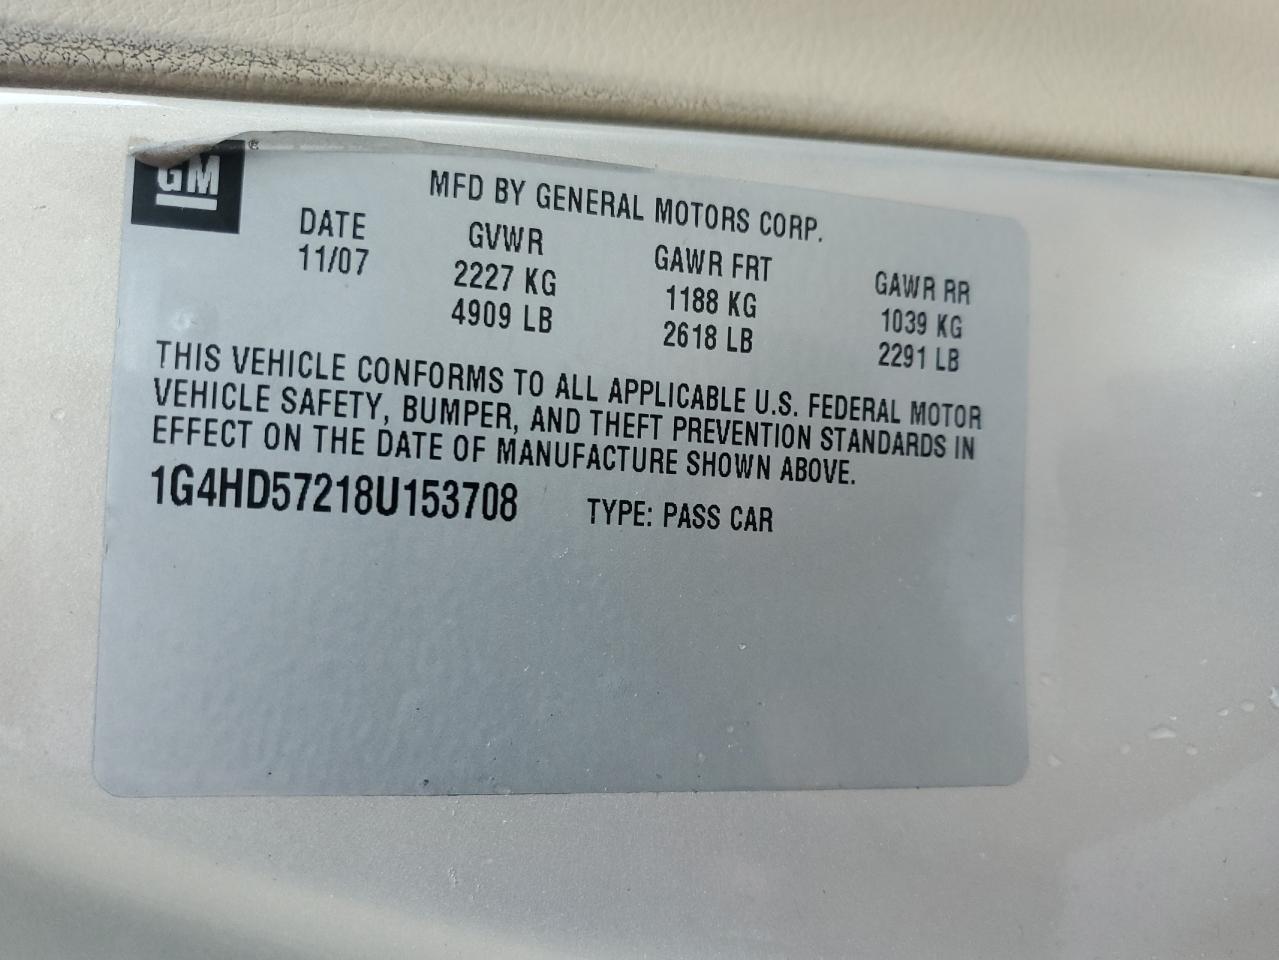 GM ®
MFD BY GENERAL MOTORS CORP.
DATE GVWR GAWR FRT GAWR RR
11/07 2227 KG 1188 KG 1039 KG
4909 LB 2618 LB 2291 LB
THIS VEHICLE CONFORMS TO ALL APPLICABLE U.S. FEDERAL MOTOR
VEHICLE SAFETY, BUMPER, AND THEFT PREVENTION STANDARDS IN
EFFECT ON THE DATE OF MANUFACTURE SHOWN ABOVE.
1G4HD57218U153708 TYPE: PASS CAR